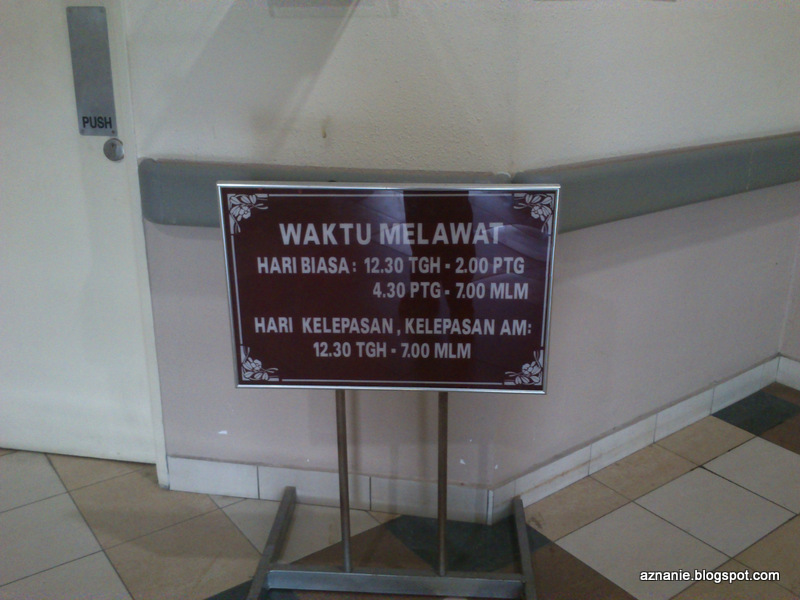 PUSH
WAKTU MELAWAT
HARI BIASA: 12.30 TGH - 2.00 PTG
4.30 PTG - 7.00 MLM
HARI KELEPASAN, KELEPASAN AM:
12.30 TGH - 7.00 MLM
aznanie.blogspot.com